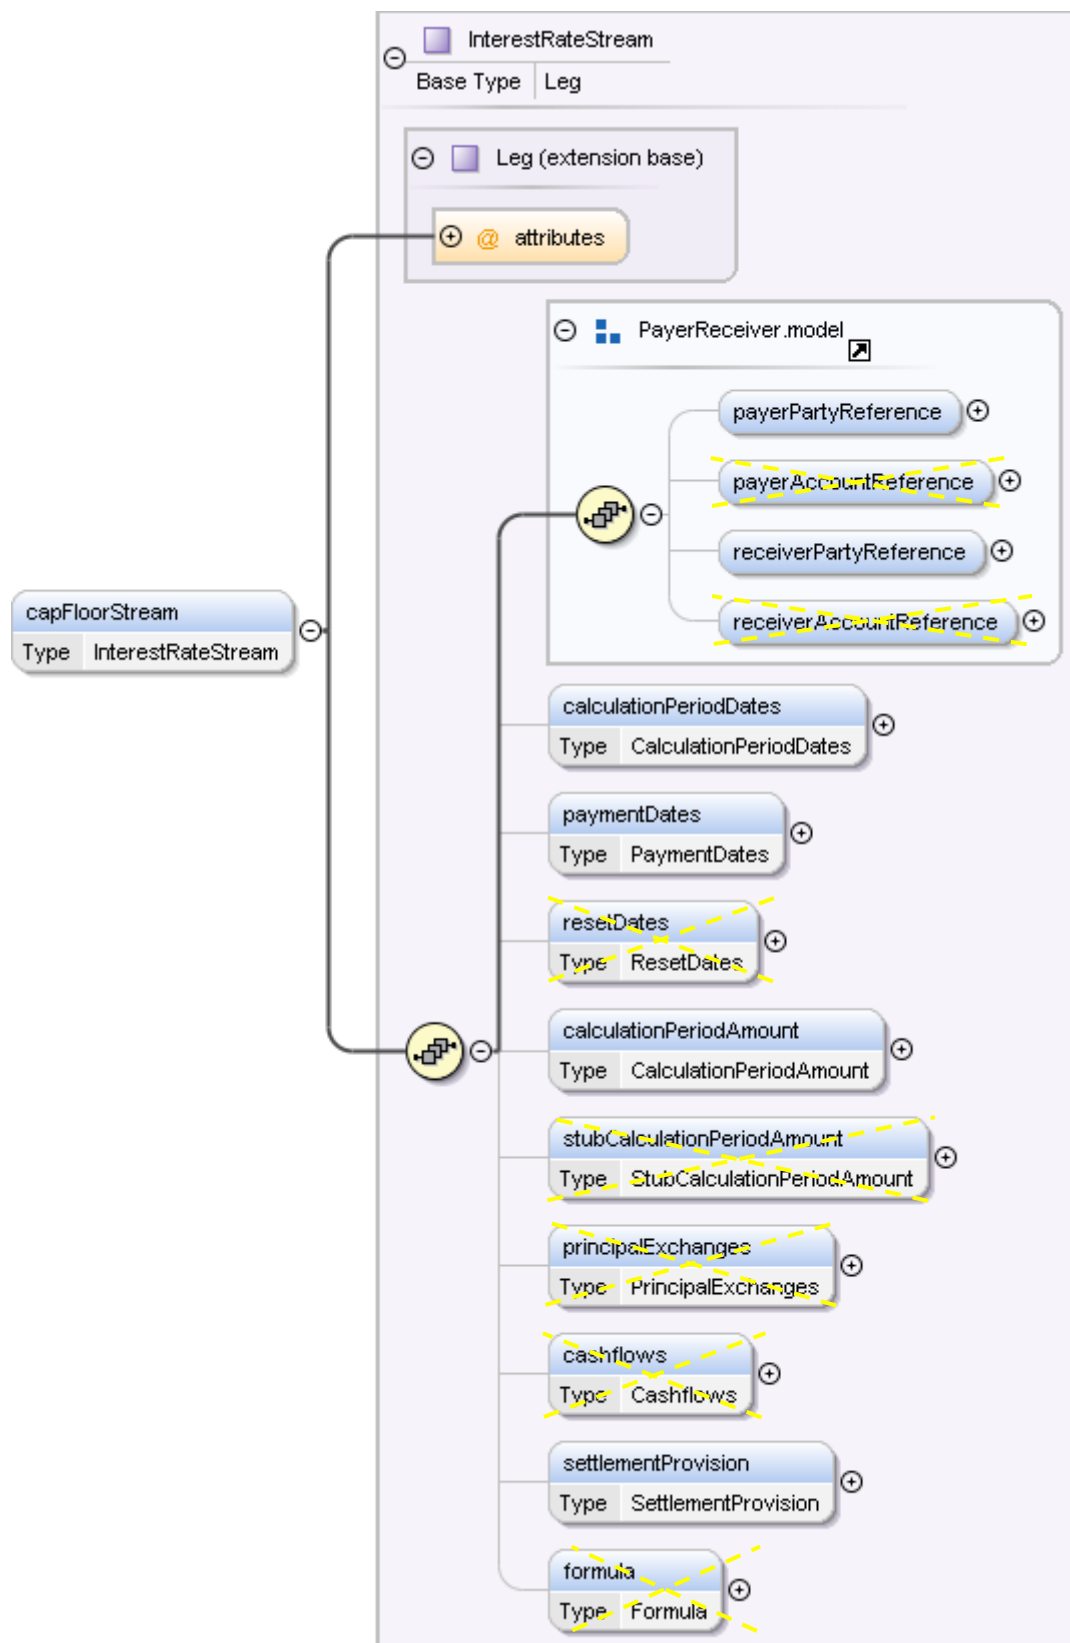 InterestRateStream
Base Type Leg
Leg (extension base)
@ attributes
PayerReceiver.model
payerPartyReference
payerAccountReference
receiverPartyReference
receiverAccountReference
capFloorStream
Type InterestRateStream
calculationPeriodDates
Type CalculationPeriodDates
paymentDates
Type PaymentDates
resetDates
Type ResetDates
calculationPeriodAmount
Type CalculationPeriodAmount
stubCalculationPeriodAmount
Type StubCalculationPeriodAmount
principalExchanges
Type PrincipalExchanges
cashflows
Type Cashflows
settlementProvision
Type SettlementProvision
formula
Type Formula